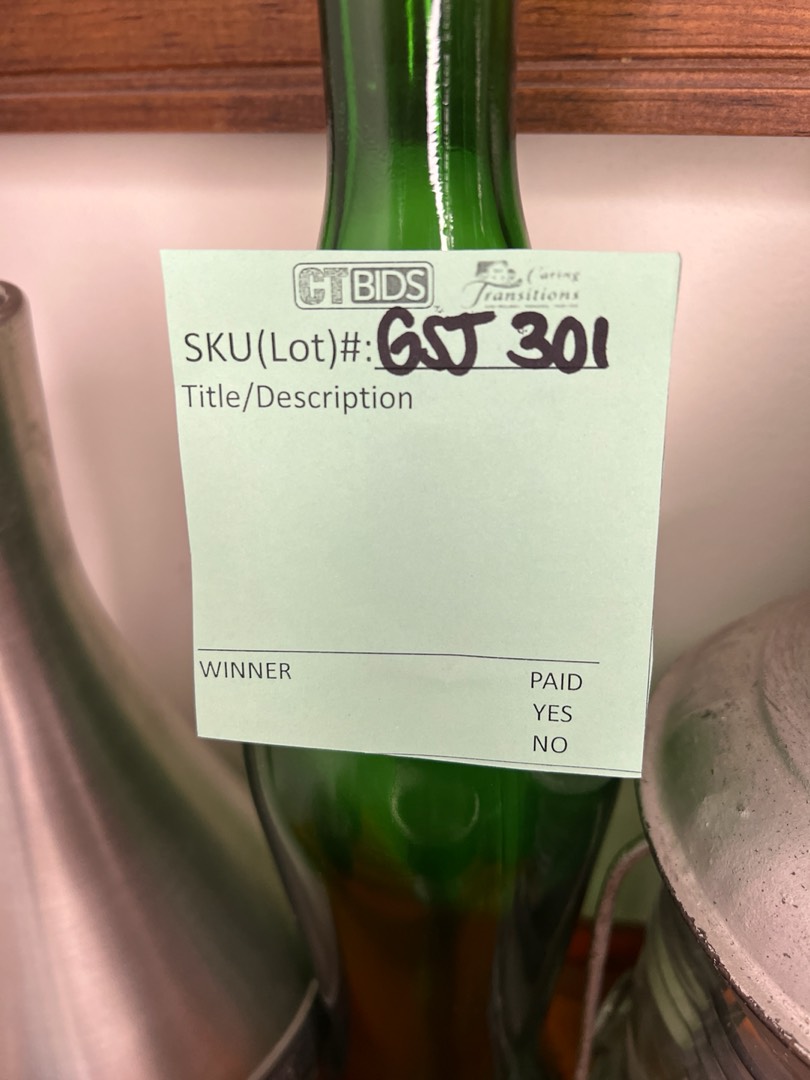 CTBIDS Caring Transitions
SKU(Lot)#: GSJ 301
Title/Description
WINNER PAID
YES
NO